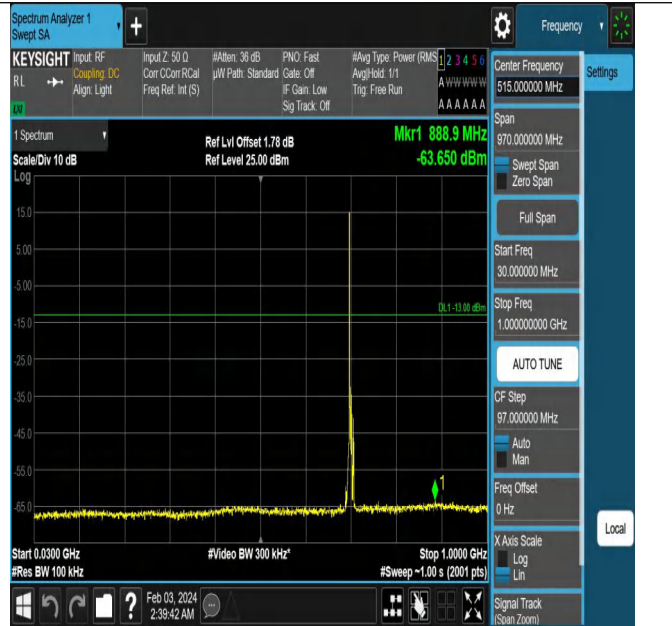 Spectrum Analyzer 1
Swept SA
Frequency
KEYSIGHT
RL
LXI
Input: RF
Coupling: DC
Align: Light
Input Z: 50 Ω
Corr CCorr RCal
Freq Ref: Int (S)
#Atten: 36 dB
µW Path: Standard
PNO: Fast
Gate: Off
IF Gain: Low
Sig Track: Off
#Avg Type: Power (RMS
Avg|Hold: 1/1
Trig: Free Run
1 2 3 4 5 6
A W W W W W
A A A A A A
1 Spectrum
Scale/Div 10 dB
Log
Ref Lvl Offset 1.78 dB
Ref Level 25.00 dBm
Mkr1 888.9 MHz
-63.650 dBm
15.0
5.00
-5.00
DL1 -13.00 dBm
-15.0
-25.0
-35.0
-45.0
-55.0
1
-65.0
Start 0.0300 GHz
#Res BW 100 kHz
#Video BW 300 kHz*
Stop 1.0000 GHz
#Sweep ~1.00 s (2001 pts)
Feb 03, 2024
2:39:42 AM
Center Frequency
515.000000 MHz
Settings
Span
970.000000 MHz
Swept Span
Zero Span
Full Span
Start Freq
30.000000 MHz
Stop Freq
1.000000000 GHz
AUTO TUNE
CF Step
97.000000 MHz
Auto
Man
Freq Offset
0 Hz
Local
X Axis Scale
Log
Lin
Signal Track
(Span Zoom)